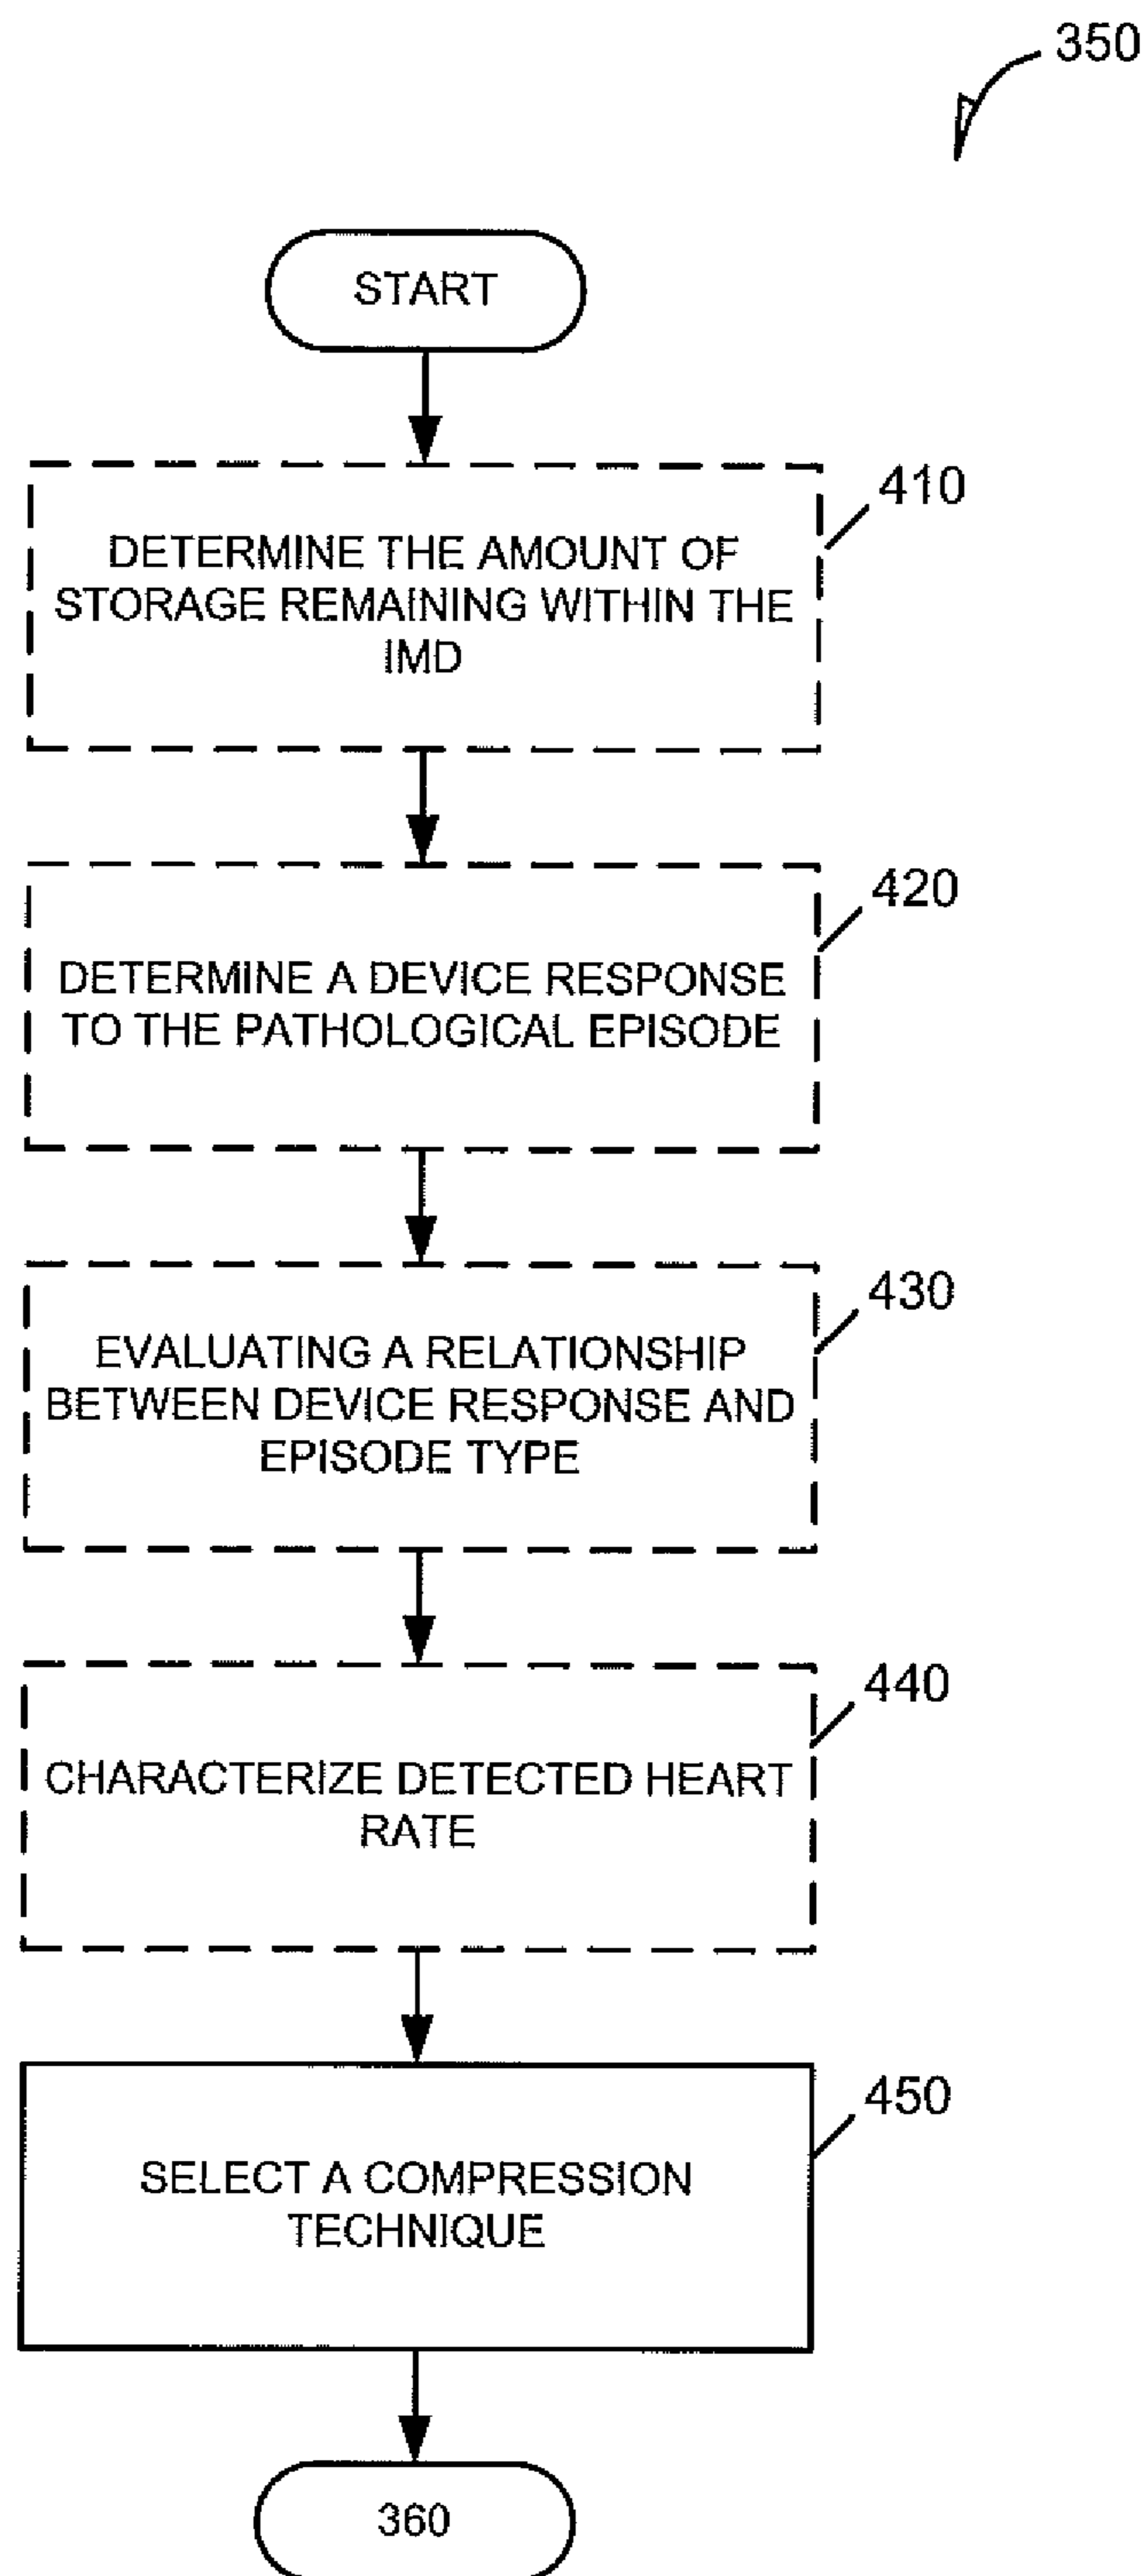 350
START
410
DETERMINE THE AMOUNT OF
STORAGE REMAINING WITHIN THE
IMD
420
DETERMINE A DEVICE RESPONSE
TO THE PATHOLOGICAL EPISODE
430
EVALUATING A RELATIONSHIP
BETWEEN DEVICE RESPONSE AND
EPISODE TYPE
440
CHARACTERIZE DETECTED HEART
RATE
450
SELECT A COMPRESSION
TECHNIQUE
360